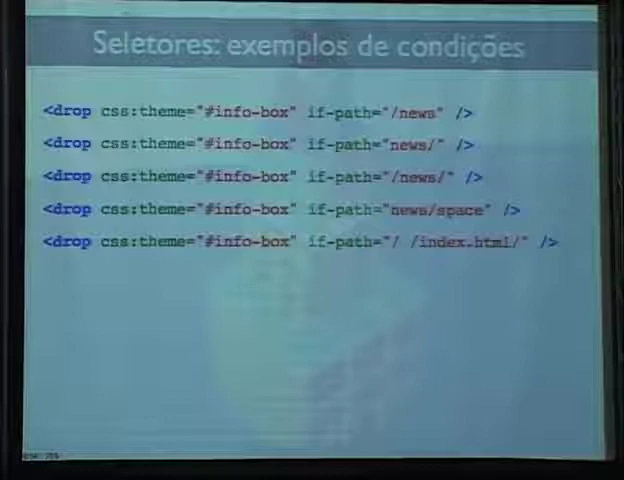 Seletores: exemplos de condições
<drop css:theme="#info-box" if-path="/news" />
<drop css:theme="#info-box" if-path="news/" />
<drop css:theme="#info-box" if-path="/news/" />
<drop css:theme="#info-box" if-path="news/space" />
<drop css:theme="#info-box" if-path="/ /index.html/" />